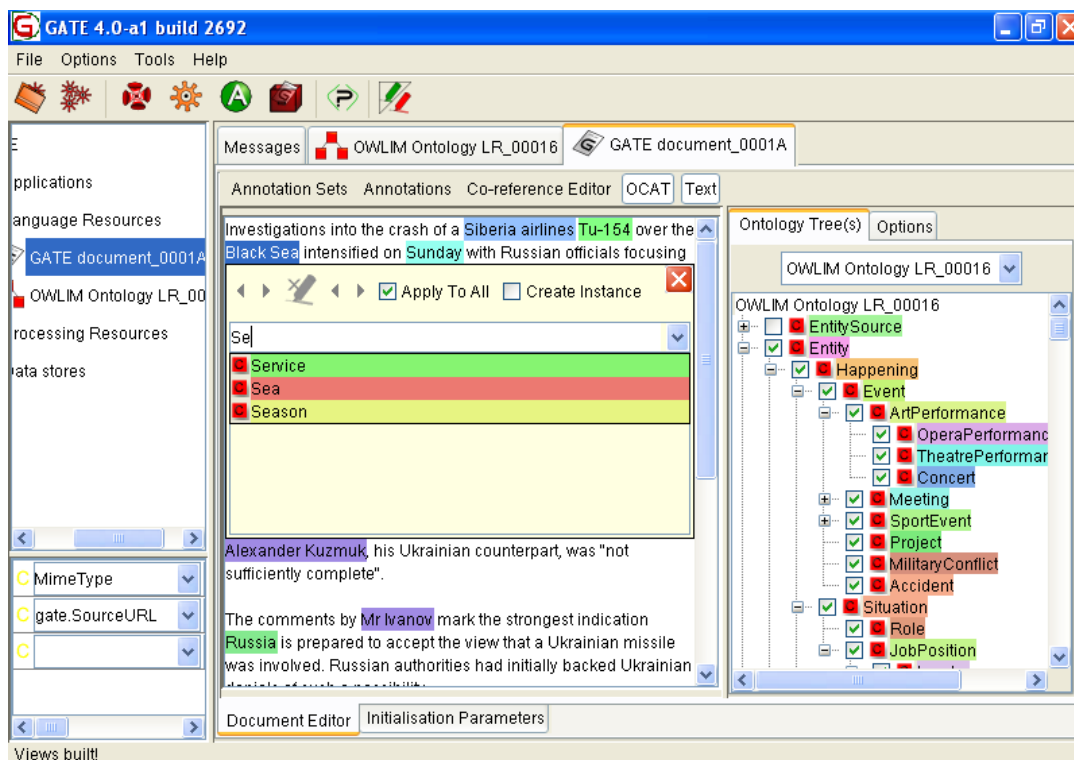 GATE 4.0-a1 build 2692
File Options Tools Help
Messages
OWLIM Ontology LR_00016
GATE document_0001A
E
pplications
anguage Resources
GATE document_0001A
OWLIM Ontology LR_00
rocessing Resources
ata stores
C MimeType
C gate.SourceURL
C
Annotation Sets Annotations Co-reference Editor OCAT Text
Investigations into the crash of a Siberia airlines Tu-154 over the
Black Sea intensified on Sunday with Russian officials focusing
Apply To All Create Instance
Se
C Service
C Sea
C Season
Alexander Kuzmuk, his Ukrainian counterpart, was "not
sufficiently complete".
The comments by Mr Ivanov mark the strongest indication
Russia is prepared to accept the view that a Ukrainian missile
was involved. Russian authorities had initially backed Ukrainian
Ontology Tree(s) Options
OWLIM Ontology LR_00016
OWLIM Ontology LR_00016
C EntitySource
C Entity
C Happening
C Event
C ArtPerformance
C OperaPerformanc
C TheatrePerformar
C Concert
C Meeting
C SportEvent
C Project
C MilitaryConflict
C Accident
C Situation
C Role
C JobPosition
Document Editor Initialisation Parameters
Views built!